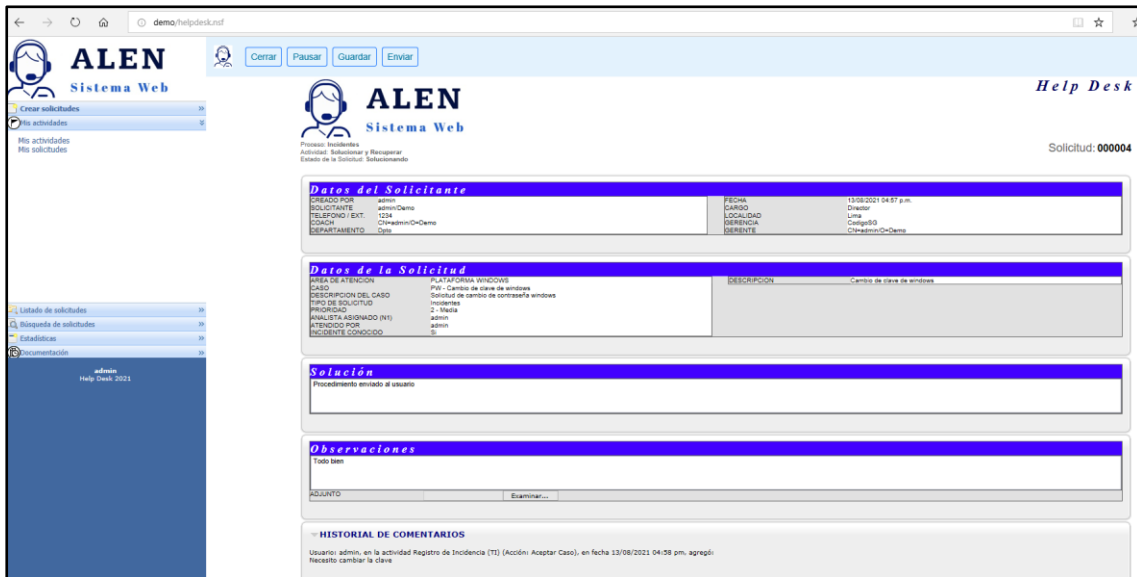 demo/helpdesk.nsf
ALEN
Sistema Web
Crear solicitudes
Mis actividades
Mis actividades
Mis solicitudes
Listado de solicitudes
Búsqueda de solicitudes
Estadísticas
Documentación
admin
Help Desk 2021
Cerrar Pausar Guardar Enviar
Help Desk
ALEN
Sistema Web
Proceso: Incidentes
Actividad: Solucionar y Recuperar
Estado de la Solicitud: Solucionando
Solicitud: 000004
Datos del Solicitante
CREADO POR admin FECHA 13/08/2021 04:57 p.m.
SOLICITANTE admin/Demo CARGO Director
TELEFONO / EXT. 1234 LOCALIDAD Lima
COACH CN=admin/O=Demo GERENCIA CodigoSG
DEPARTAMENTO Dpto GERENTE CN=admin/O=Demo
Datos de la Solicitud
AREA DE ATENCION PLATAFORMA WINDOWS DESCRIPCION Cambio de clave de windows
CASO PW - Cambio de clave de windows
DESCRIPCION DEL CASO Solicitud de cambio de contraseña windows
TIPO DE SOLICITUD Incidentes
PRIORIDAD 2 - Media
ANALISTA ASIGNADO (N1) admin
ATENDIDO POR admin
INCIDENTE CONOCIDO Si
Solución
Procedimiento enviado al usuario
Observaciones
Todo bien
ADJUNTO Examinar...
HISTORIAL DE COMENTARIOS
Usuario: admin, en la actividad Registro de Incidencia (TI) (Acción: Aceptar Caso), en fecha 13/08/2021 04:58 pm, agregó:
Necesito cambiar la clave